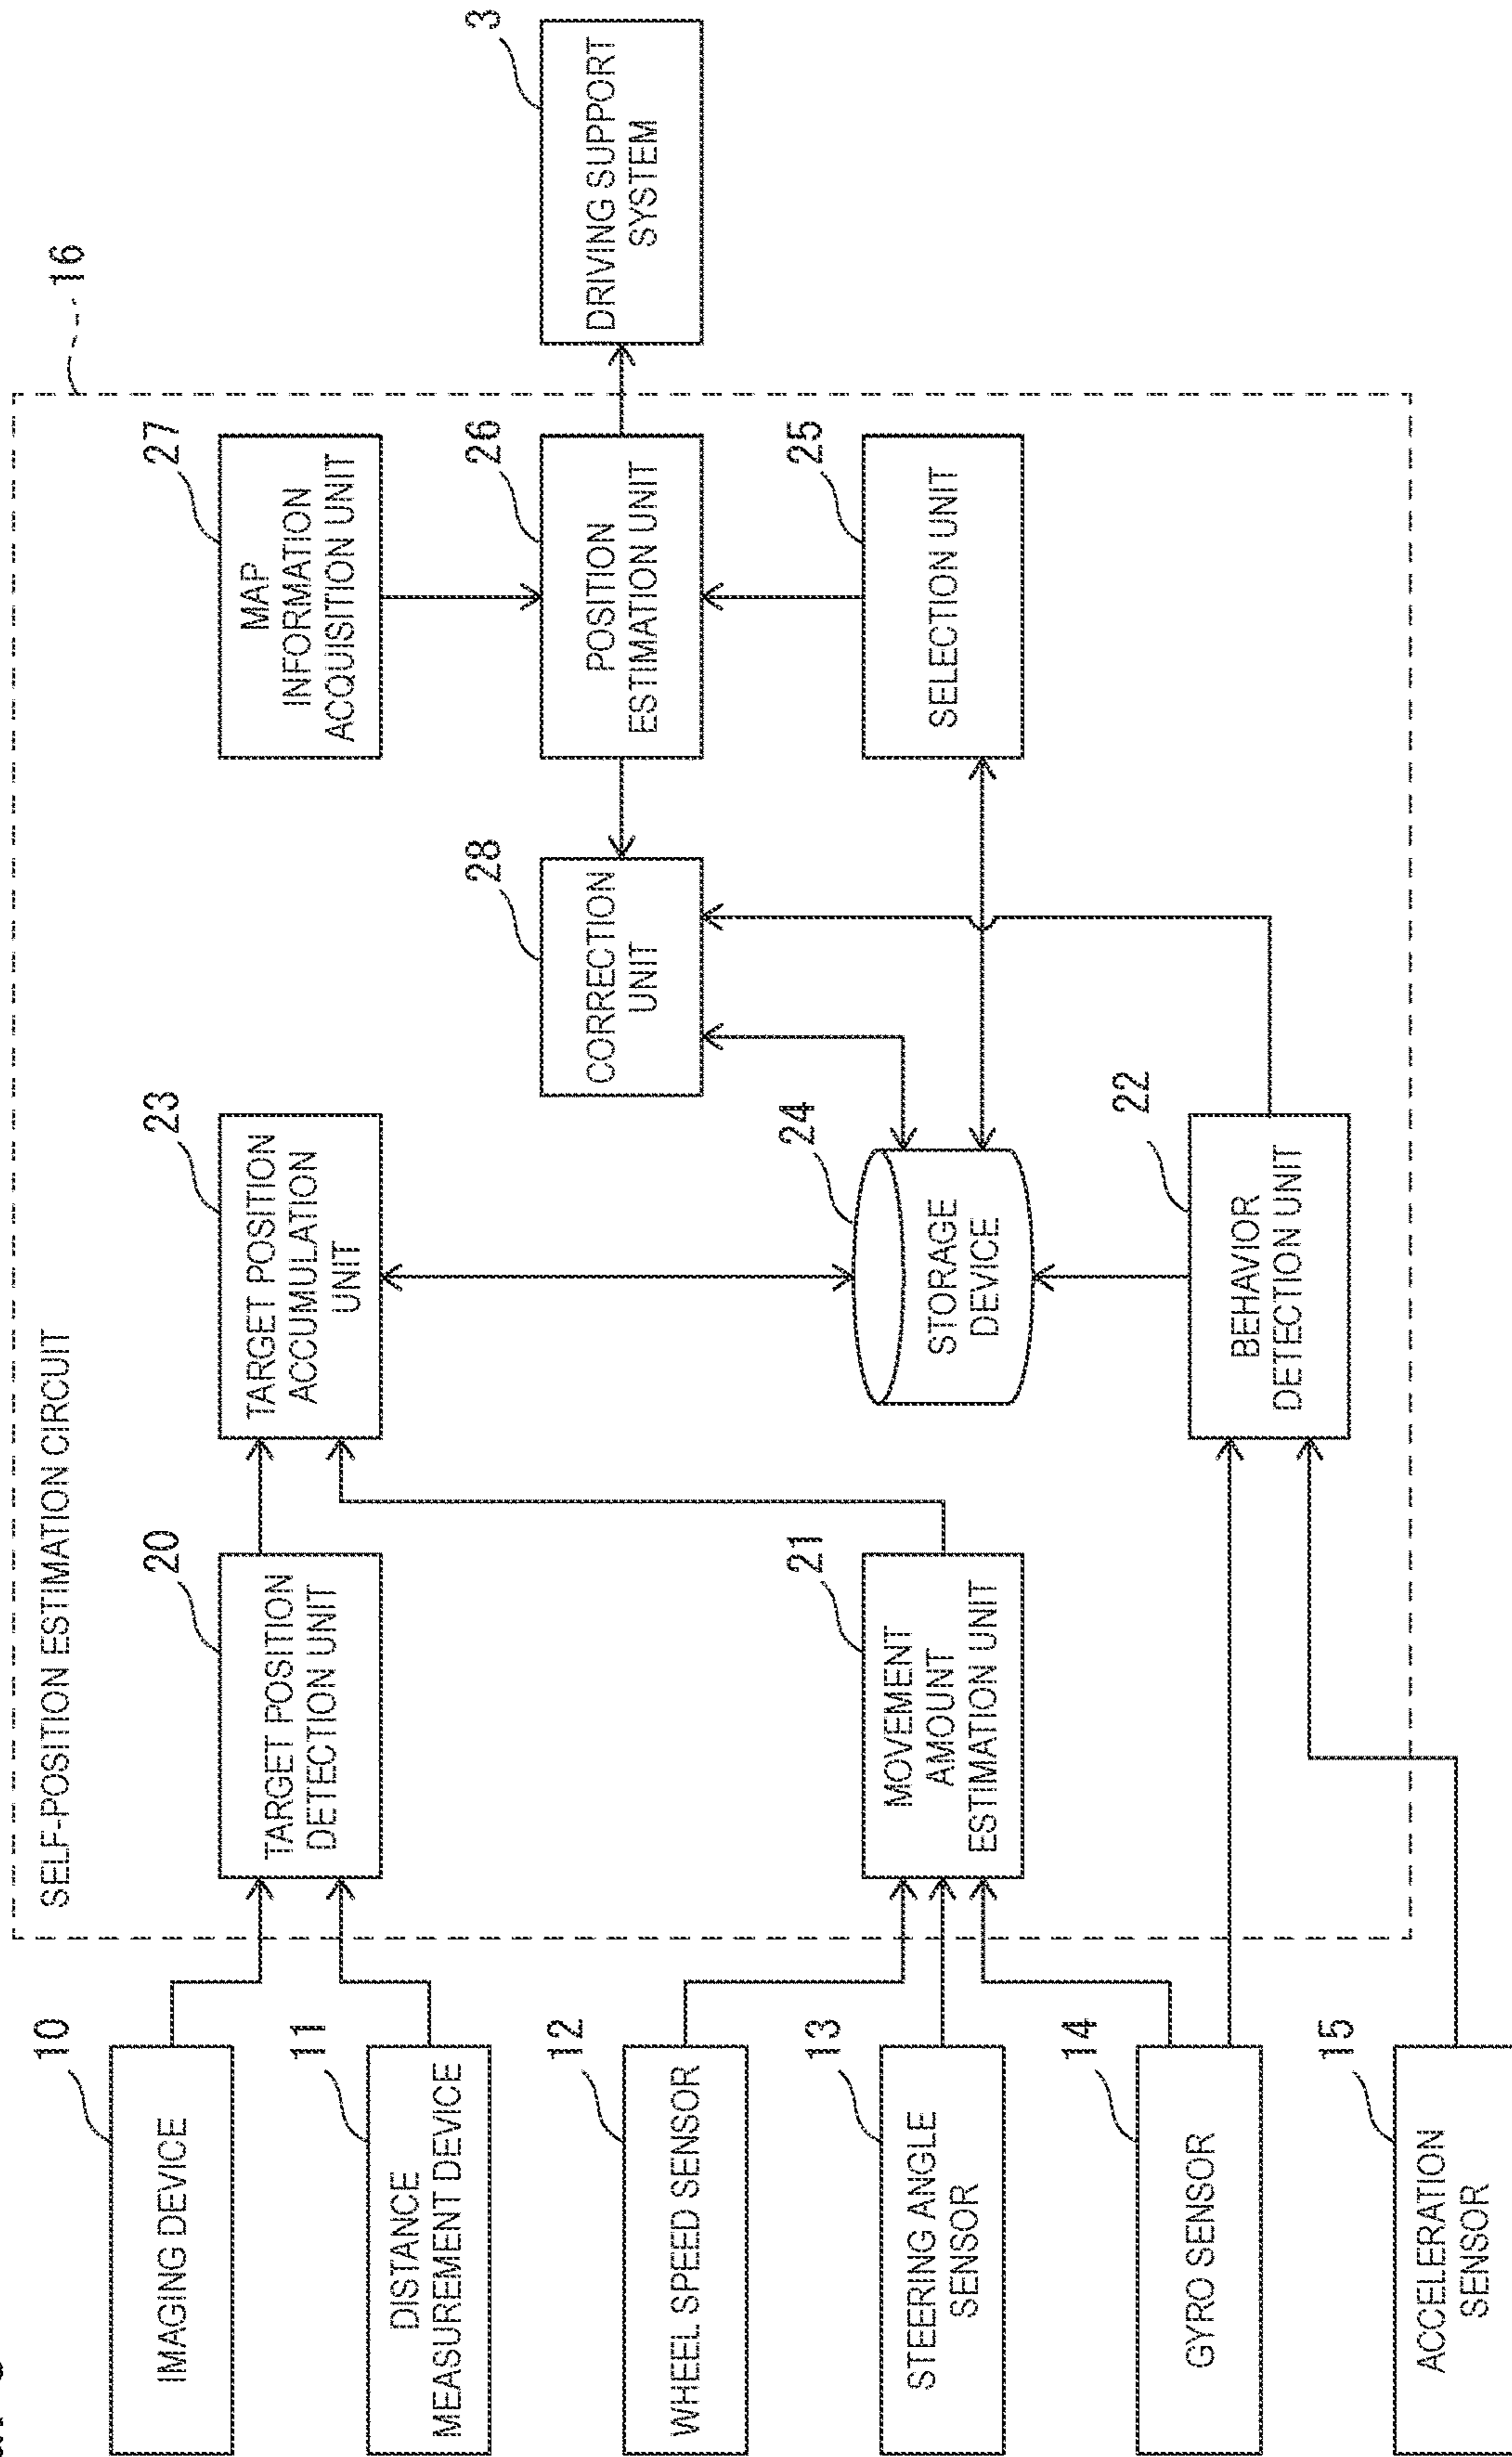 SELF-POSITION ESTIMATION CIRCUIT
16
10
IMAGING DEVICE
11
DISTANCE
MEASUREMENT DEVICE
12
WHEEL SPEED SENSOR
13
STEERING ANGLE
SENSOR
14
GYRO SENSOR
15
ACCELERATION
SENSOR
20
TARGET POSITION
DETECTION UNIT
21
MOVEMENT
AMOUNT
ESTIMATION UNIT
23
TARGET POSITION
ACCUMULATION
UNIT
24
STORAGE
DEVICE
22
BEHAVIOR
DETECTION UNIT
28
CORRECTION
UNIT
27
MAP
INFORMATION
ACQUISITION UNIT
26
POSITION
ESTIMATION UNIT
25
SELECTION UNIT
3
DRIVING SUPPORT
SYSTEM